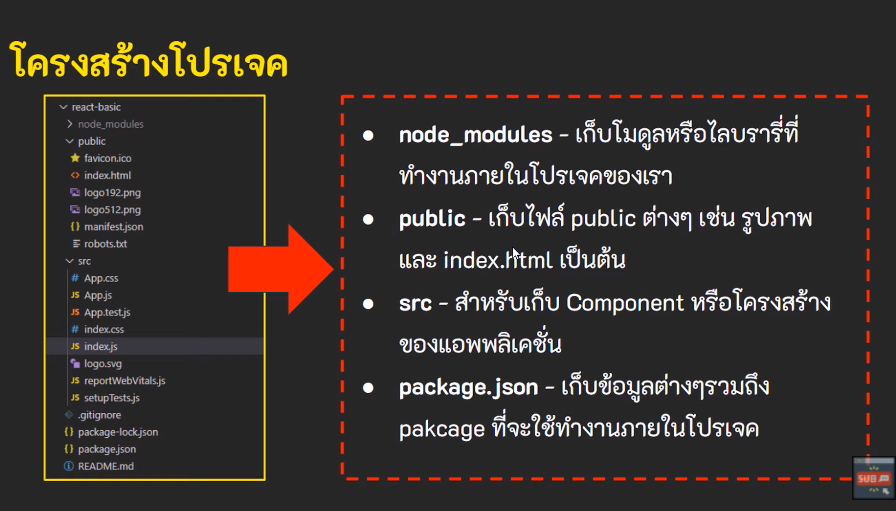 โครงสร้างโปรเจค
react-basic
node_modules
public
favicon.ico
index.html
logo192.png
logo512.png
manifest.json
robots.txt
src
App.css
App.js
App.test.js
index.css
index.js
logo.svg
reportWebVitals.js
setupTests.js
.gitignore
package-lock.json
package.json
README.md
● node_modules - เก็บโมดูลหรือไลบรารี่ที่
ทำงานภายในโปรเจคของเรา
● public - เก็บไฟล์ public ต่างๆ เช่น รูปภาพ
และ index.html เป็นต้น
● src - สำหรับเก็บ Component หรือโครงสร้าง
ของแอพพลิเคชั่น
● package.json - เก็บข้อมูลต่างๆรวมถึง
pakcage ที่จะใช้ทำงานภายในโปรเจค
SUB